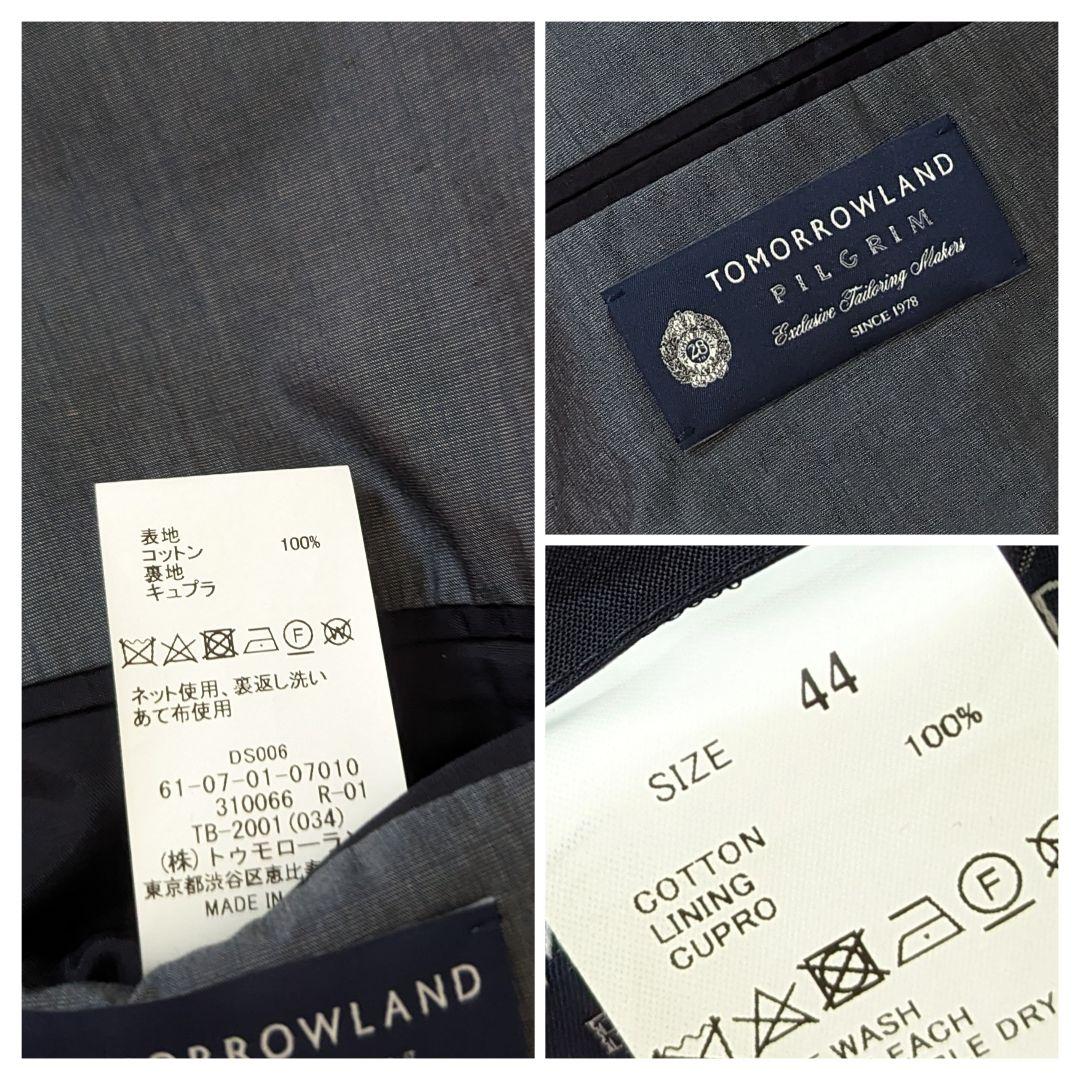 表地
コットン 100%
裏地
キュプラ
F W
ネット使用、裏返し洗い
あて布使用
DS006
61-07-01-07010
310066 R-01
TB-2001(034)
(株)トゥモローラン
東京都渋谷区恵比寿
MADE IN
TOMORROWLAND
TOMORROWLAND
PILGRIM
Exclusive Tailoring Makers
SINCE 1978
28
44
SIZE
100%
COTTON
LINING
CUPRO
F
WASH
EACH
DRY